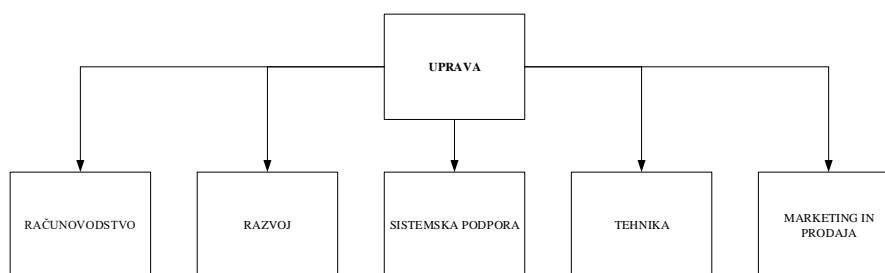 UPRAVA
RAČUNOVODSTVO
RAZVOJ
SISTEMSKA PODPORA
TEHNIKA
MARKETING IN
PRODAJA